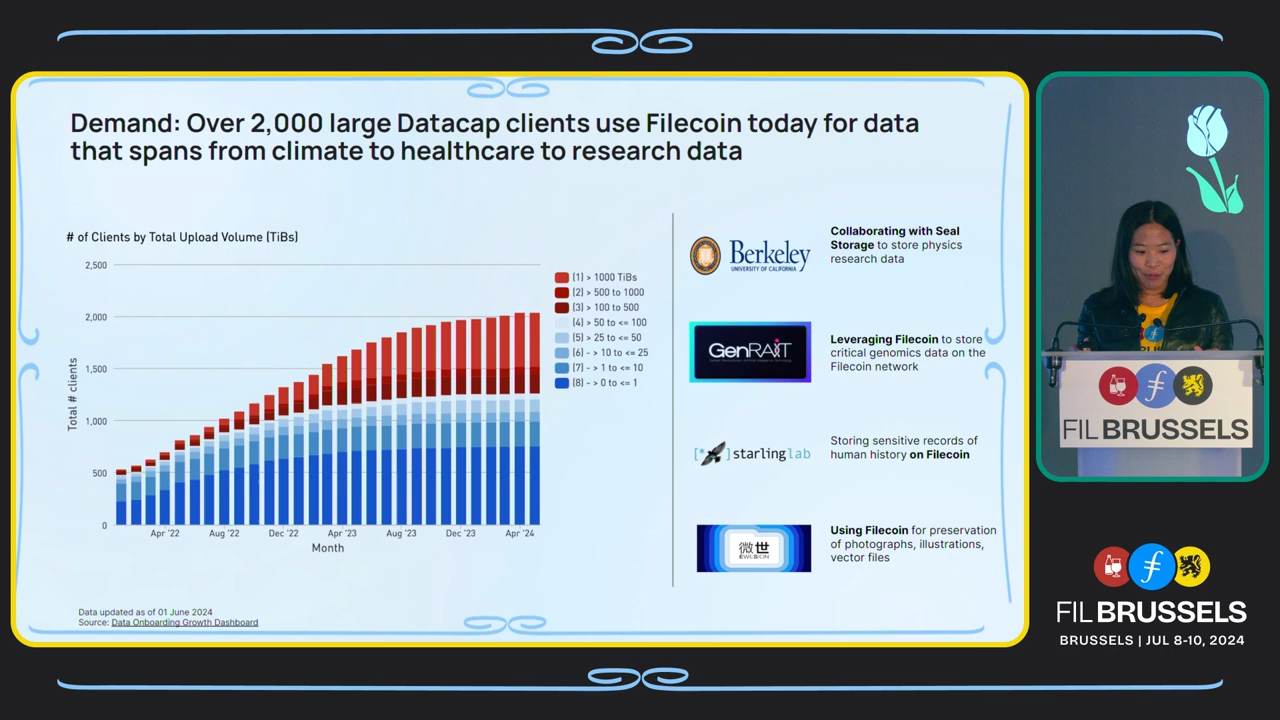 Demand: Over 2,000 large Datacap clients use Filecoin today for data
that spans from climate to healthcare to research data
# of Clients by Total Upload Volume (TiBs)
2,500
2,000
1,500
1,000
500
0
Total # clients
Apr '22
Aug '22
Dec '22
Apr '23
Aug '23
Dec '23
Apr '24
Month
(1) > 1000 TiBs
(2) > 500 to 1000
(3) > 100 to 500
(4) > 50 to <= 100
(5) > 25 to <= 50
(6) - > 10 to <= 25
(7) - > 1 to <= 10
(8) - > 0 to <= 1
Data updated as of 01 June 2024
Source: Data Onboarding Growth Dashboard
Berkeley
UNIVERSITY OF CALIFORNIA
Collaborating with Seal
Storage to store physics
research data
GenRAIT
Leveraging Filecoin to store
critical genomics data on the
Filecoin network
[* ]starlinglab
Storing sensitive records of
human history on Filecoin
微世
EWESION
Using Filecoin for preservation
of photographs, illustrations,
vector files
FIL BRUSSELS
FIL BRUSSELS
BRUSSELS | JUL 8-10, 2024